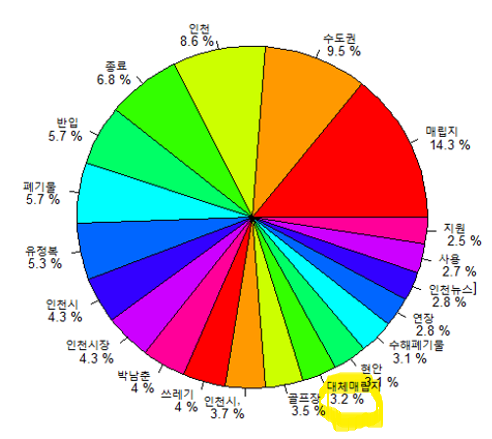 인천
8.6 %
수도권
9.5 %
종료
6.8 %
매립지
14.3 %
반입
5.7 %
폐기물
5.7 %
유정복
5.3 %
인천시
4.3 %
인천시장
4.3 %
박남춘
4 %
쓰레기
4 %
인천시,
3.7 %
골프장
3.5 %
대체매립지
3.2 %
현안
3.1 %
수해폐기물
3.1 %
연장
2.8 %
인천뉴스]
2.8 %
사용
2.7 %
지원
2.5 %